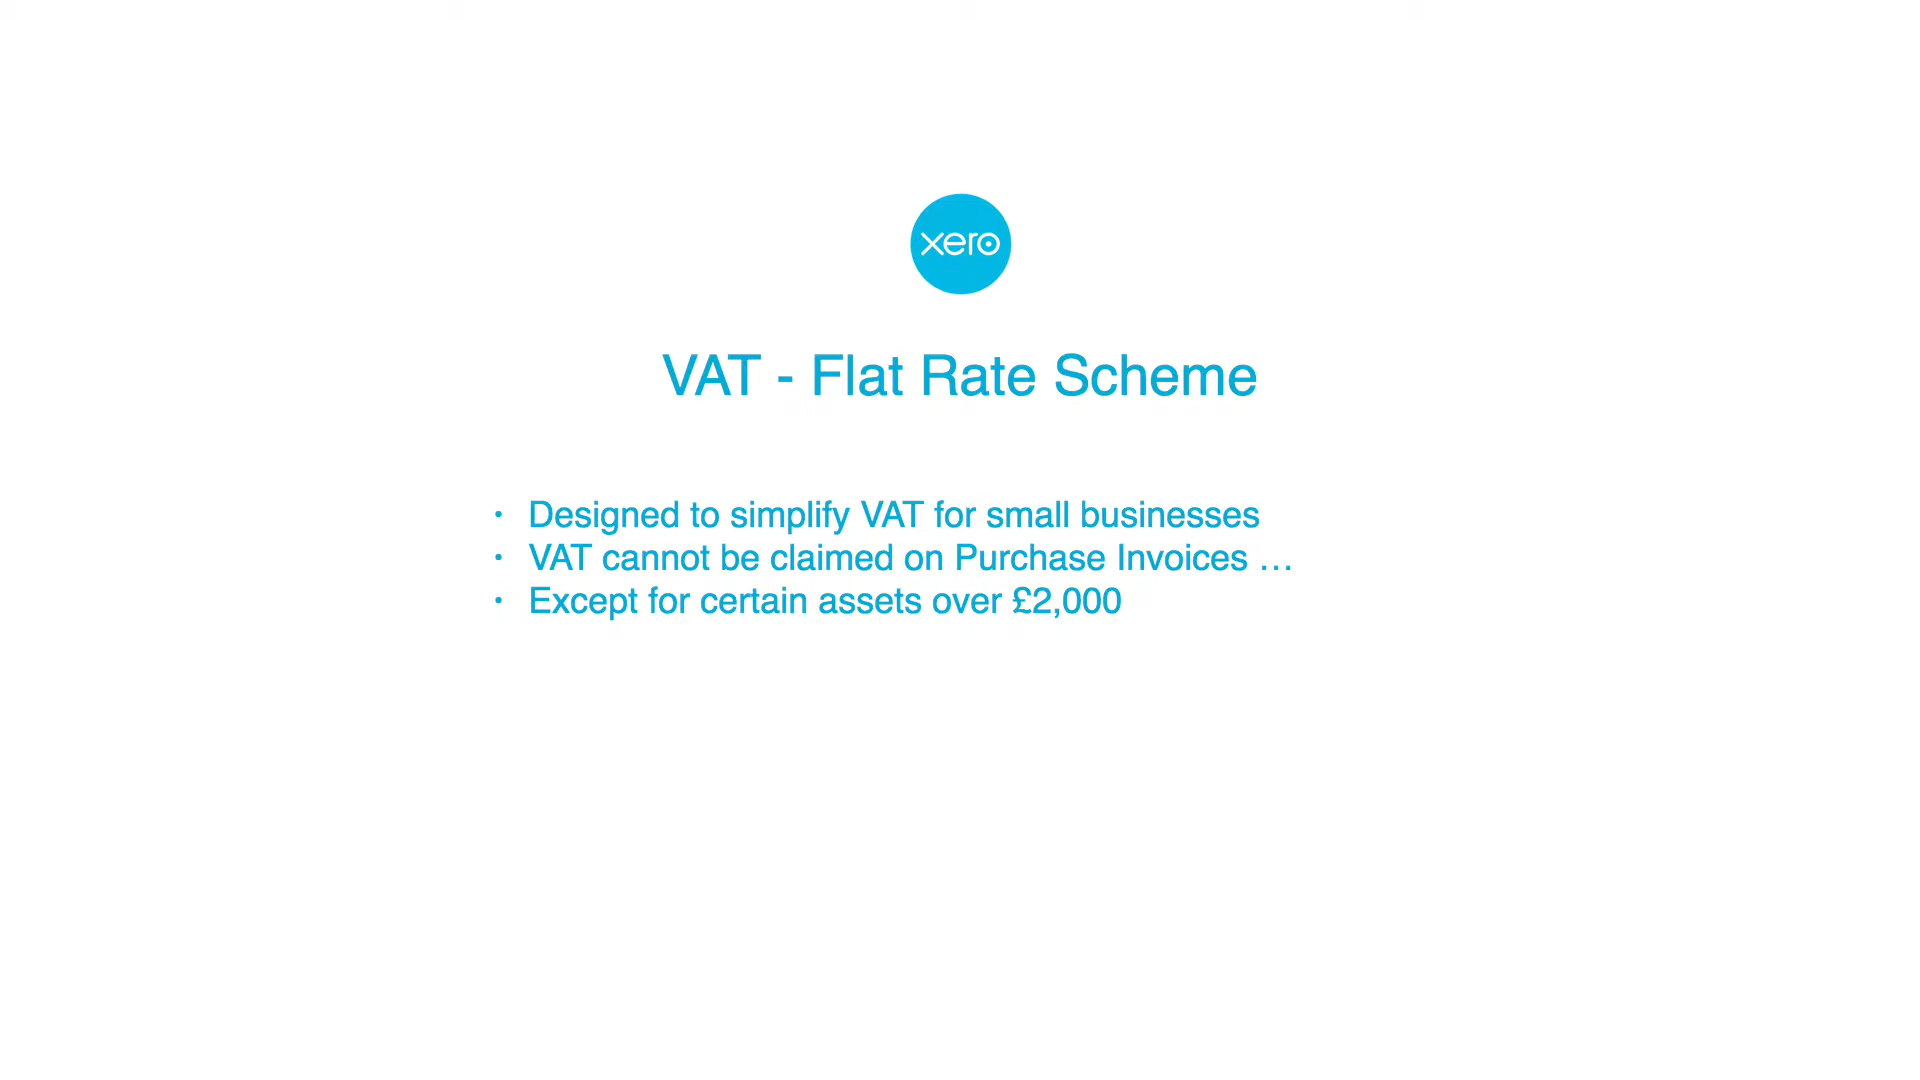 xero
VAT - Flat Rate Scheme
• Designed to simplify VAT for small businesses
• VAT cannot be claimed on Purchase Invoices …
• Except for certain assets over £2,000